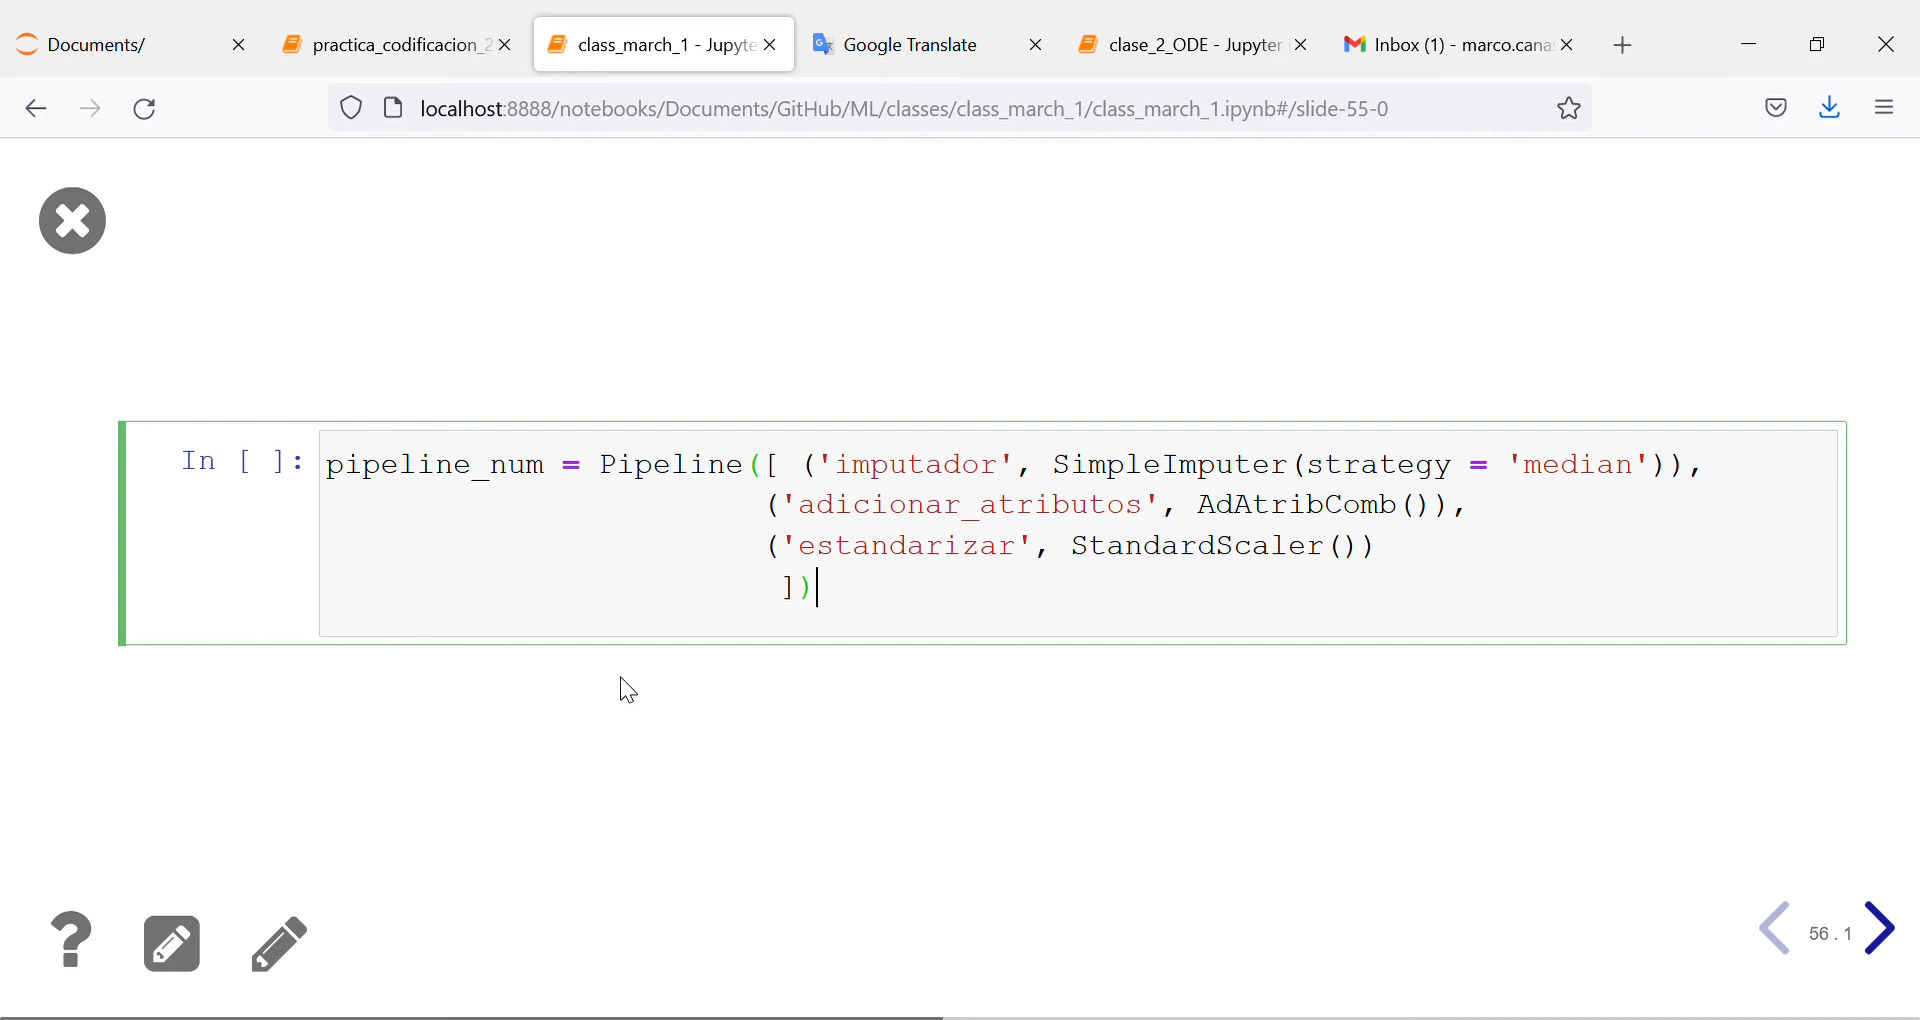 Documents/
practica_codificacion_2
class_march_1 - Jupyte
Google Translate
clase_2_ODE - Jupyter
Inbox (1) - marco.cana
localhost:8888/notebooks/Documents/GitHub/ML/classes/class_march_1/class_march_1.ipynb#/slide-55-0
In [ ]: pipeline_num = Pipeline([ ('imputador', SimpleImputer(strategy = 'median')),
('adicionar_atributos', AdAtribComb()),
('estandarizar', StandardScaler())
])
56 . 1